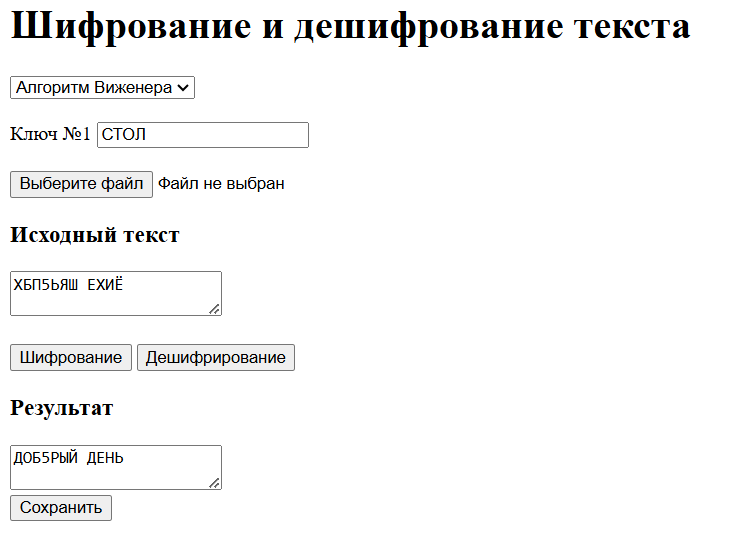 Шифрование и дешифрование текста
Алгоритм Виженера
Ключ №1 СТОЛ
Выберите файл Файл не выбран
Исходный текст
ХБП5ЬЯШ ЕХИЁ
Шифрование Дешифрирование
Результат
ДОБ5РЫЙ ДЕНЬ
Сохранить